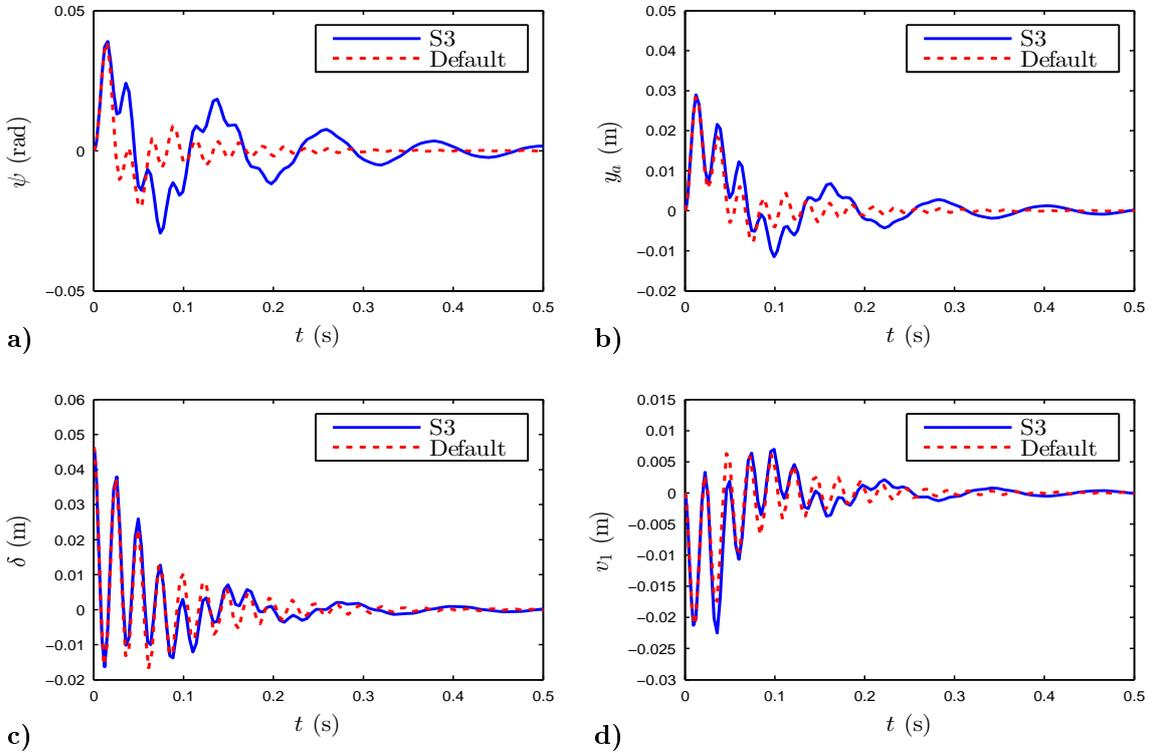 0.05
S3
Default
ψ (rad)
0
−0.05
0 0.1 0.2 0.3 0.4 0.5
t (s)
a)
0.05
S3
0.04
Default
0.03
y_a (m)
0.02
0.01
0
−0.01
−0.02
0 0.1 0.2 0.3 0.4 0.5
t (s)
b)
0.06
S3
0.05
Default
0.04
δ (m)
0.03
0.02
0.01
0
−0.01
−0.02
0 0.1 0.2 0.3 0.4 0.5
t (s)
c)
0.015
S3
0.01
Default
0.005
0
v_1 (m)
−0.005
−0.01
−0.015
−0.02
−0.025
−0.03
0 0.1 0.2 0.3 0.4 0.5
t (s)
d)